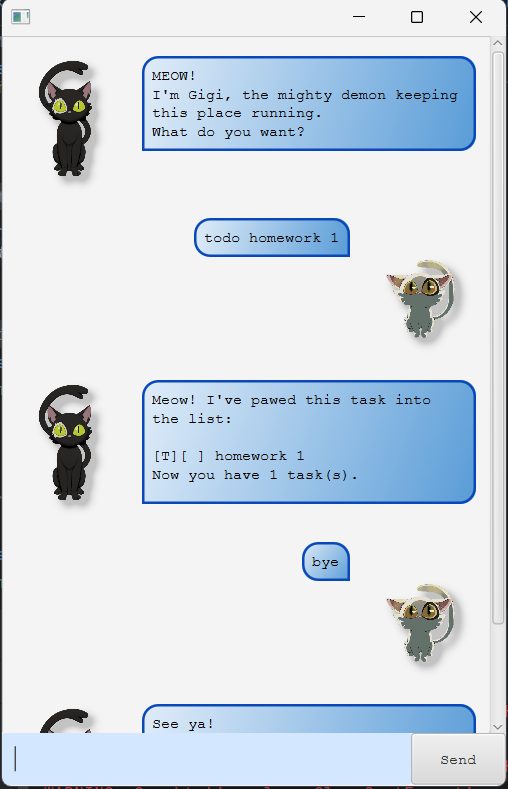 MEOW!
I'm Gigi, the mighty demon keeping
this place running.
What do you want?
todo homework 1
Meow! I've pawed this task into
the list:
[T][ ] homework 1
Now you have 1 task(s).
bye
See ya!
Send